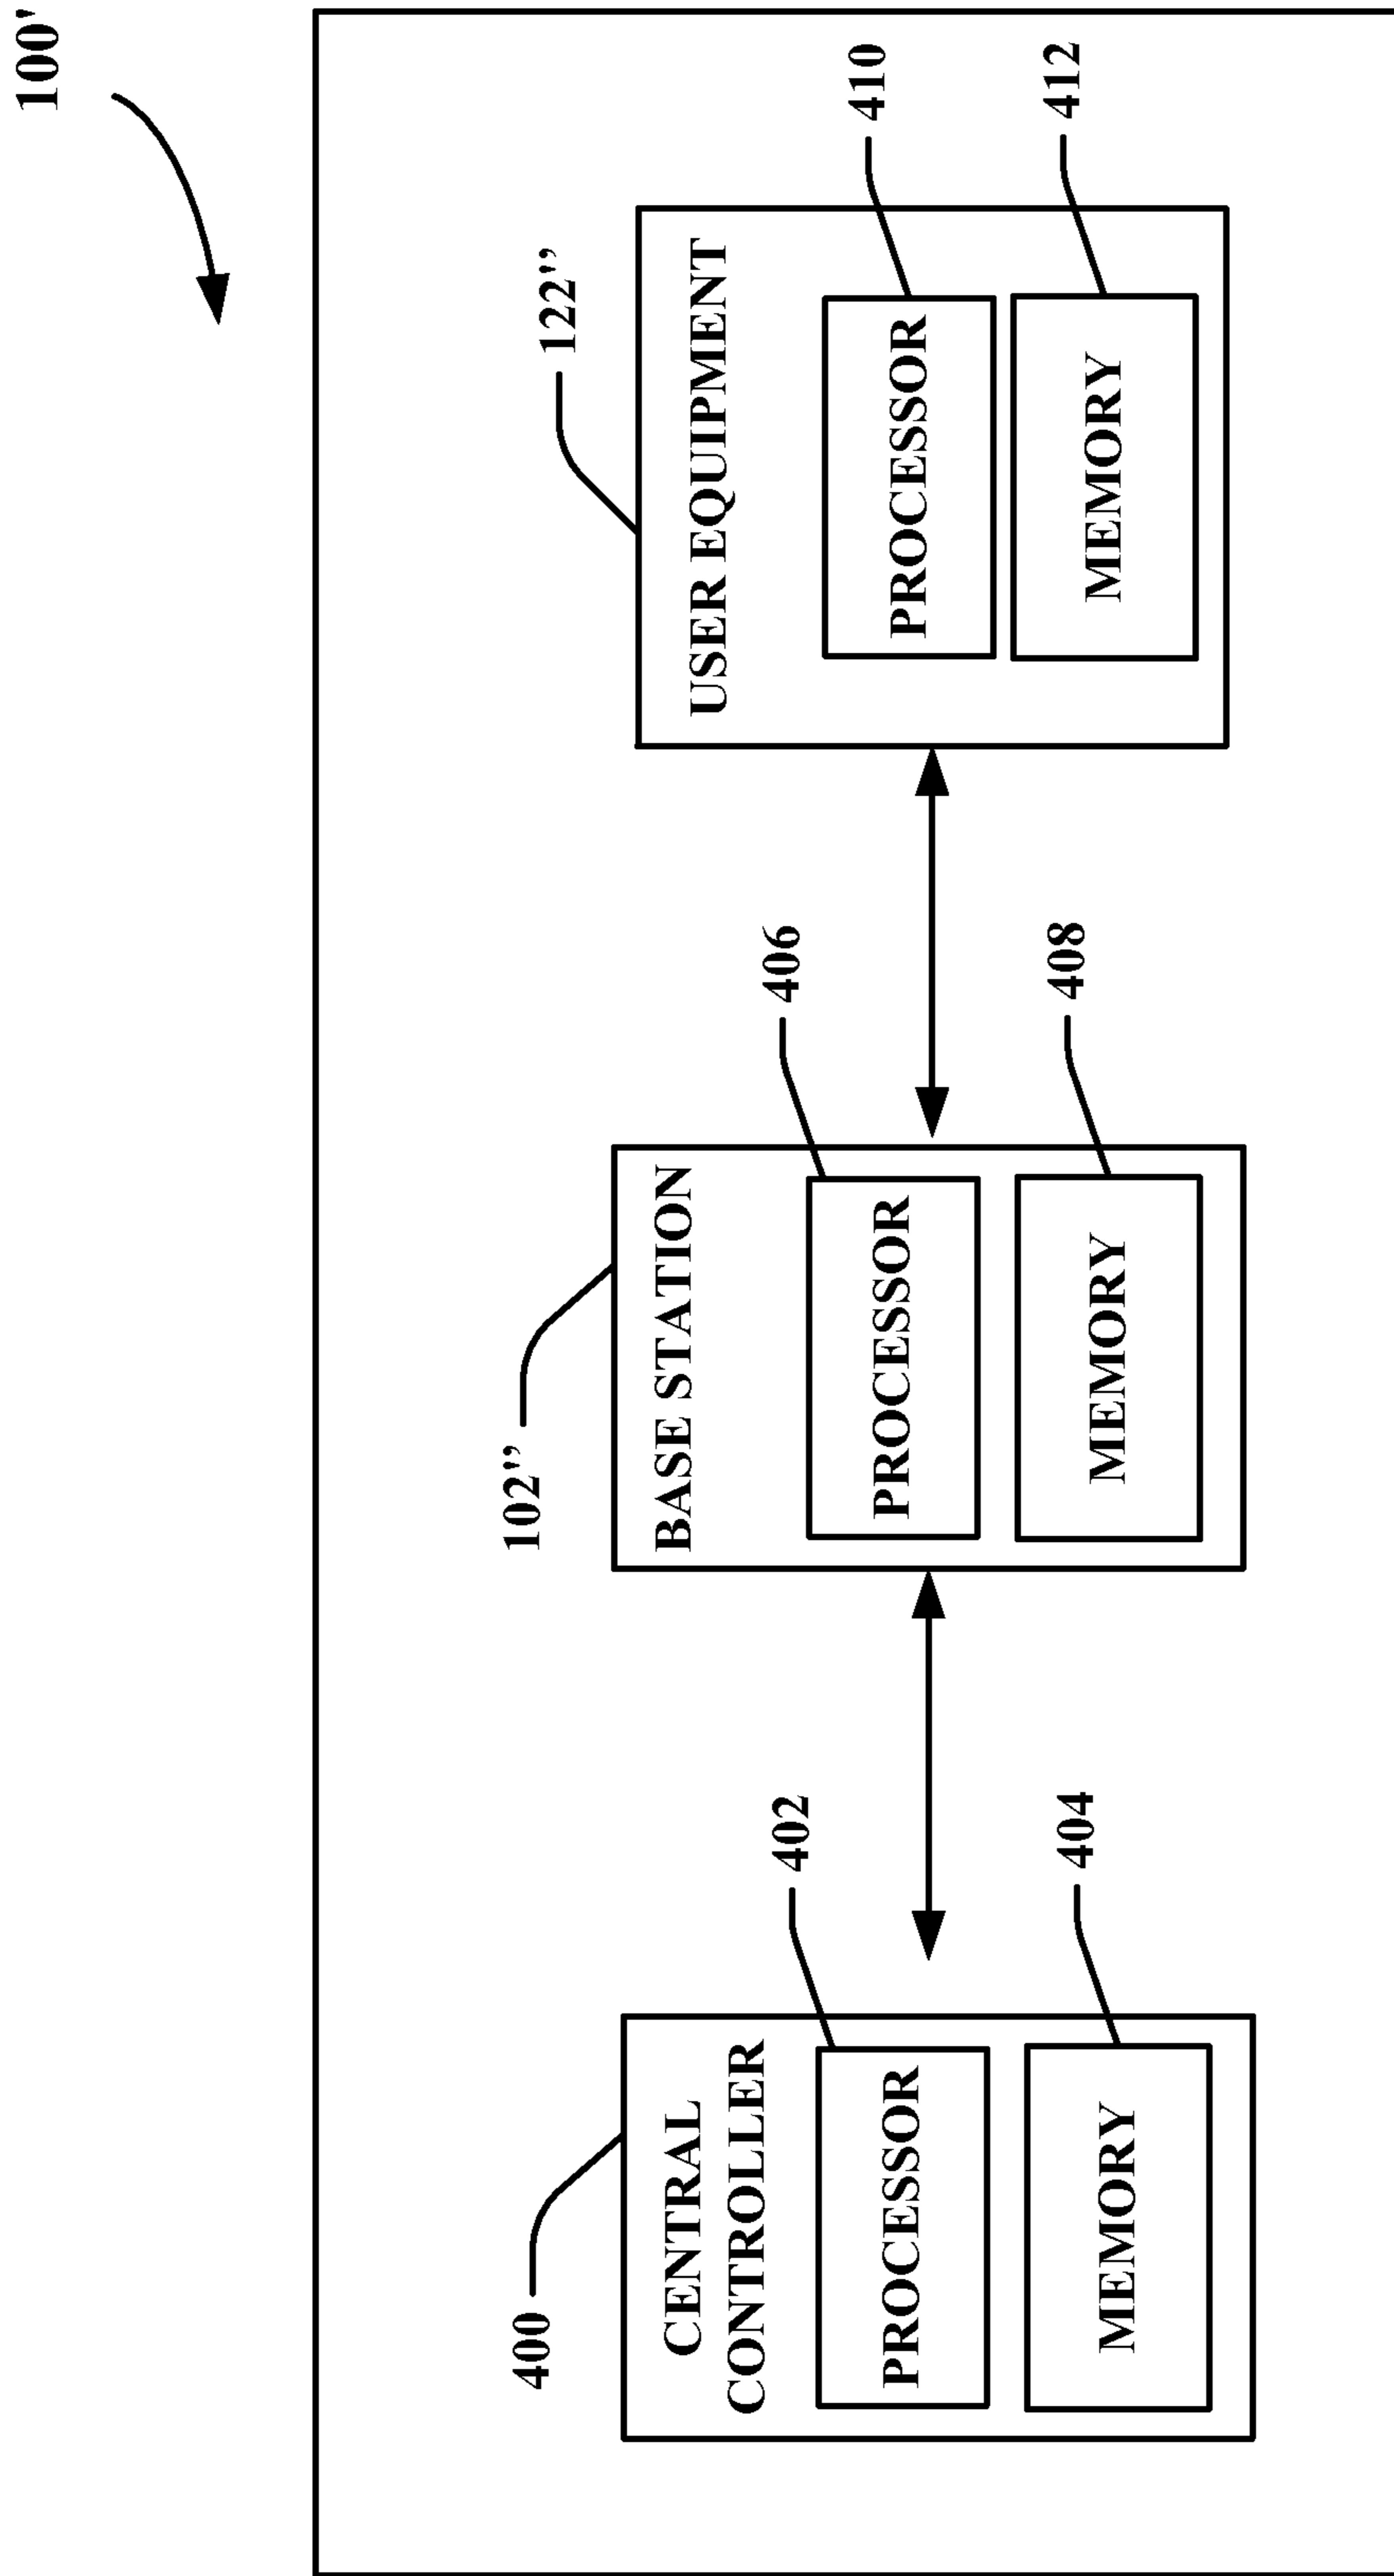 100'
400
CENTRAL
CONTROLLER
402
PROCESSOR
404
MEMORY
102”
BASE STATION
406
PROCESSOR
408
MEMORY
122”
USER EQUIPMENT
410
PROCESSOR
412
MEMORY